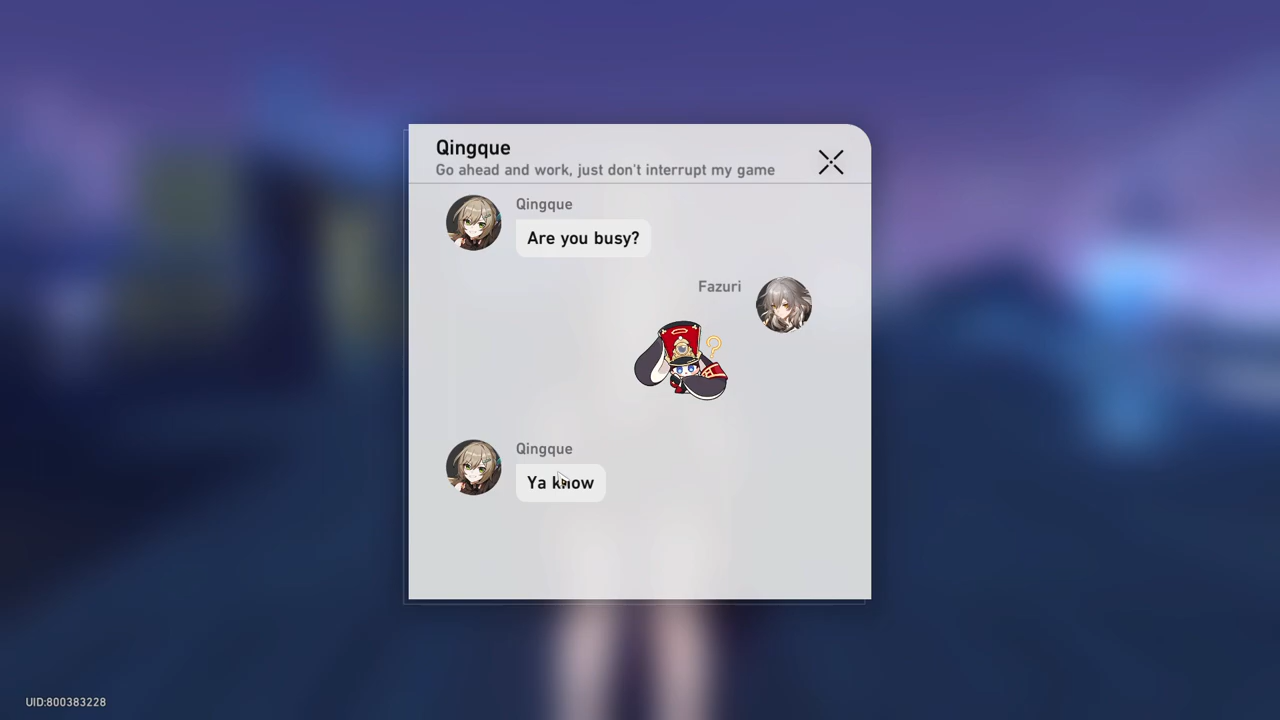 Qingque
Go ahead and work, just don't interrupt my game
Qingque
Are you busy?
Fazuri
Qingque
Ya know
UID:800383228